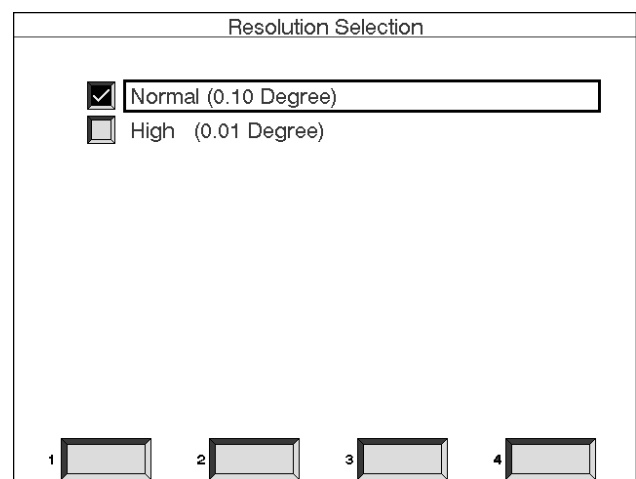 Resolution Selection
Normal (0.10 Degree)
High (0.01 Degree)
1 2 3 4